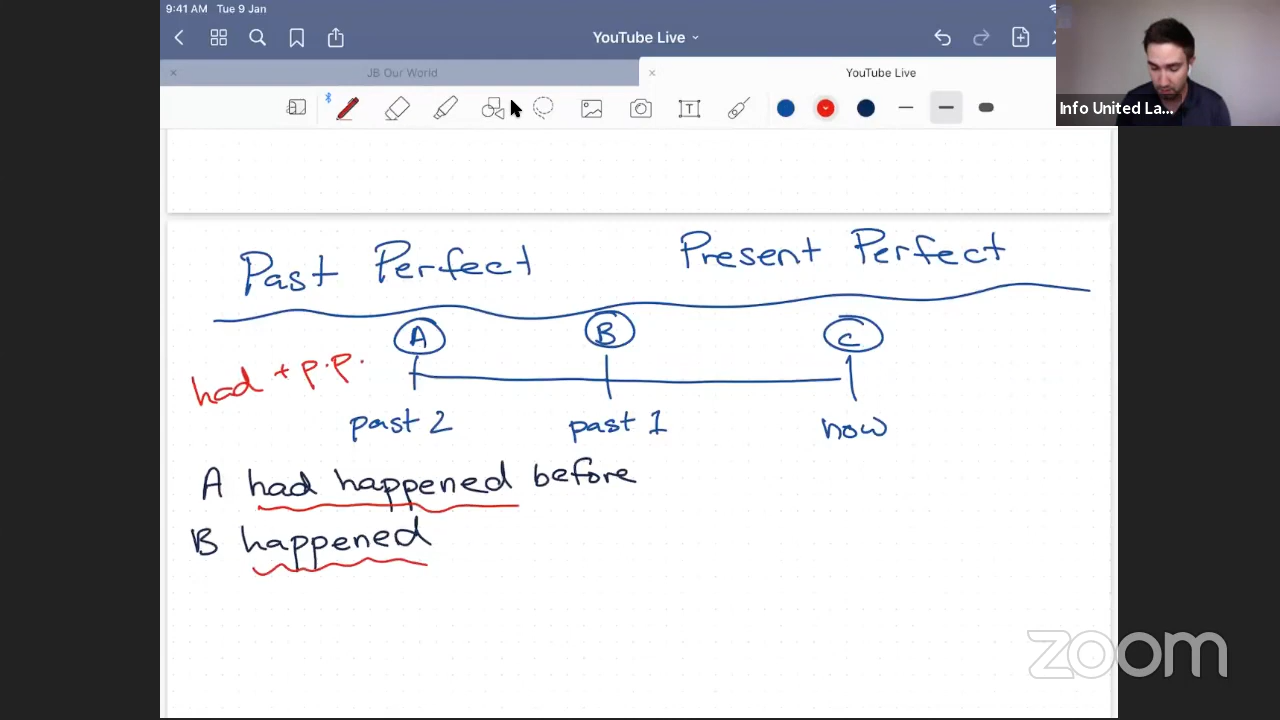 9:41 AM Tue 9 Jan
YouTube Live
JB Our World
YouTube Live
T
Info United La...
Past Perfect Present Perfect
A B C
had + p.p.
past 2 past 1 now
A had happened before
B happened
zoom